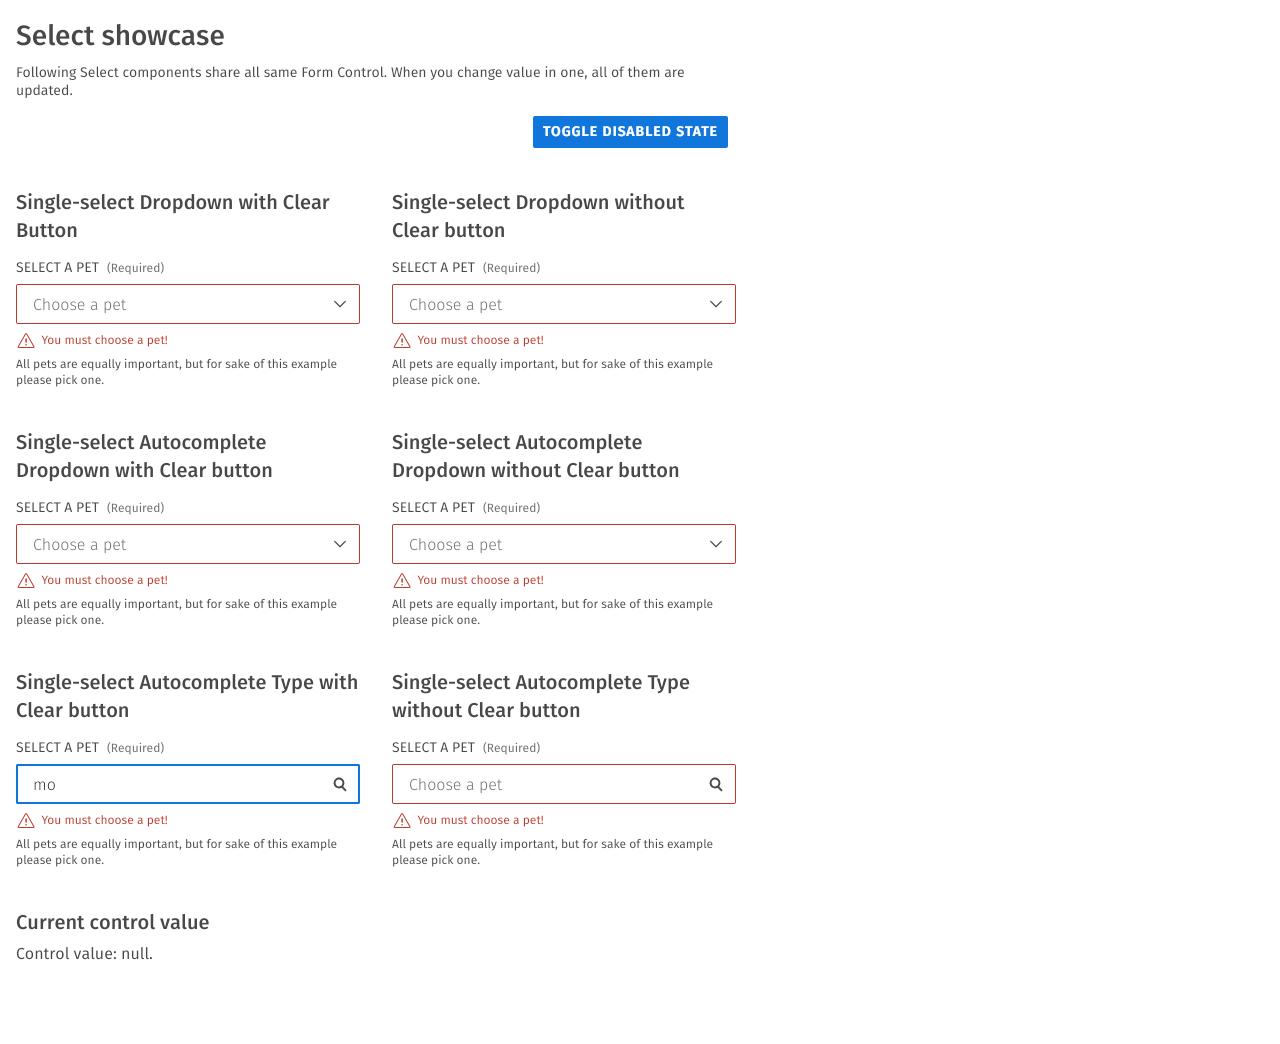 Select showcase
Following Select components share all same Form Control. When you change value in one, all of them are
updated.
TOGGLE DISABLED STATE
Single-select Dropdown with Clear
Button
SELECT A PET (Required)
Choose a pet
You must choose a pet!
All pets are equally important, but for sake of this example
please pick one.
Single-select Dropdown without
Clear button
SELECT A PET (Required)
Choose a pet
You must choose a pet!
All pets are equally important, but for sake of this example
please pick one.
Single-select Autocomplete
Dropdown with Clear button
SELECT A PET (Required)
Choose a pet
You must choose a pet!
All pets are equally important, but for sake of this example
please pick one.
Single-select Autocomplete
Dropdown without Clear button
SELECT A PET (Required)
Choose a pet
You must choose a pet!
All pets are equally important, but for sake of this example
please pick one.
Single-select Autocomplete Type with
Clear button
SELECT A PET (Required)
mo
You must choose a pet!
All pets are equally important, but for sake of this example
please pick one.
Single-select Autocomplete Type
without Clear button
SELECT A PET (Required)
Choose a pet
You must choose a pet!
All pets are equally important, but for sake of this example
please pick one.
Current control value
Control value: null.